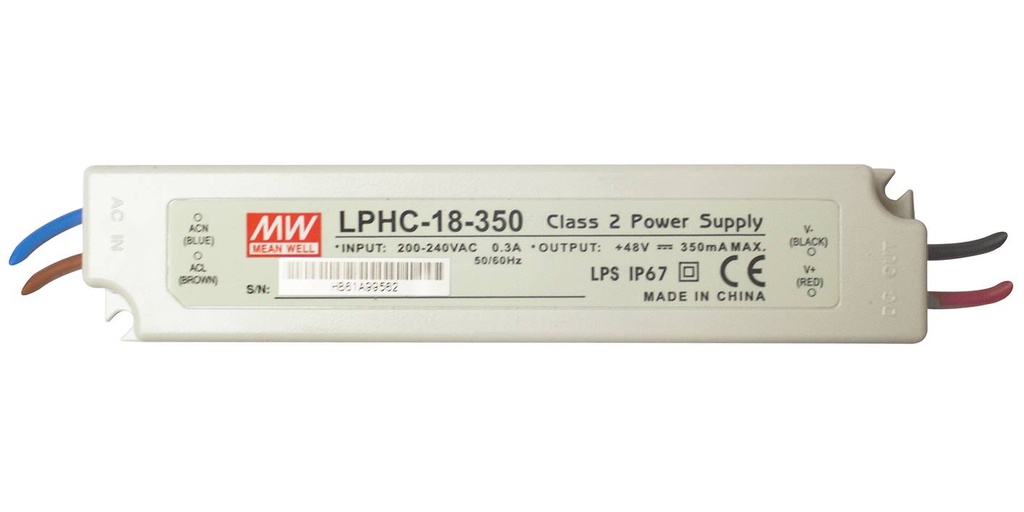 AC IN
ACN
(BLUE)
ACL
(BROWN)
MW
MEAN WELL
LPHC-18-350 Class 2 Power Supply
*INPUT: 200-240VAC 0.3A *OUTPUT: +48V ⎓ 350mA MAX.
50/60Hz
LPS IP67 CE
S/N: HB61A99562
MADE IN CHINA
V-
(BLACK)
V+
(RED)
DC OUT